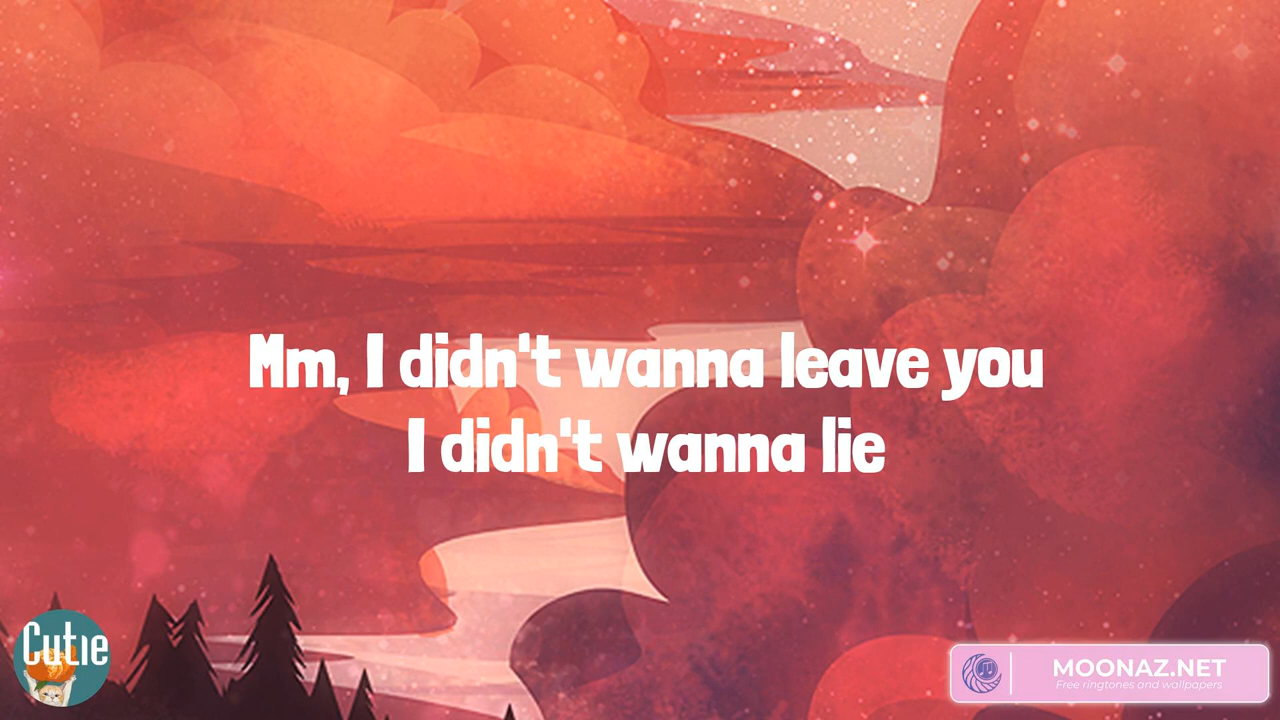 Mm, I didn't wanna leave you
I didn't wanna lie
Cutie
MOONAZ.NET
Free ringtones and wallpapers